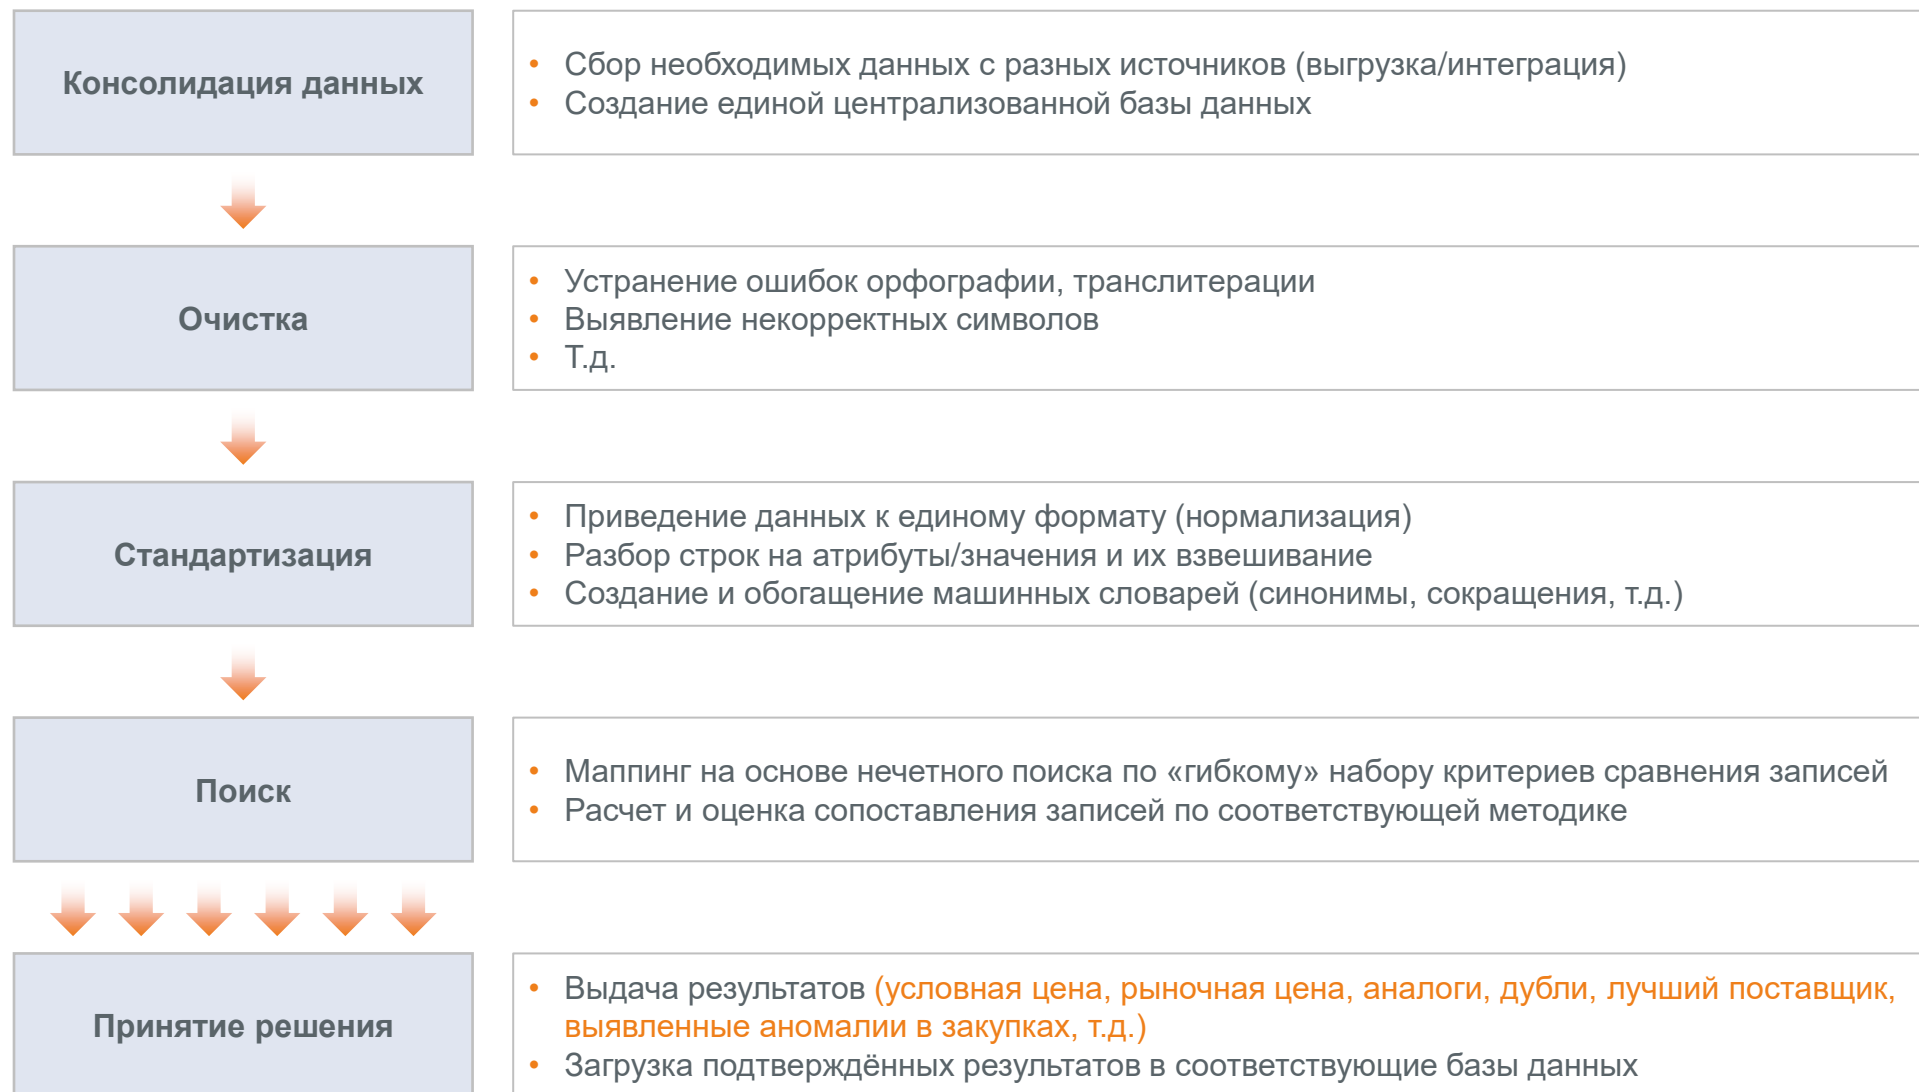 Консолидация данных
• Сбор необходимых данных с разных источников (выгрузка/интеграция)
• Создание единой централизованной базы данных
Очистка
• Устранение ошибок орфографии, транслитерации
• Выявление некорректных символов
• Т.д.
Стандартизация
• Приведение данных к единому формату (нормализация)
• Разбор строк на атрибуты/значения и их взвешивание
• Создание и обогащение машинных словарей (синонимы, сокращения, т.д.)
Поиск
• Маппинг на основе нечетного поиска по «гибкому» набору критериев сравнения записей
• Расчет и оценка сопоставления записей по соответствующей методике
Принятие решения
• Выдача результатов (условная цена, рыночная цена, аналоги, дубли, лучший поставщик,
выявленные аномалии в закупках, т.д.)
• Загрузка подтверждённых результатов в соответствующие базы данных